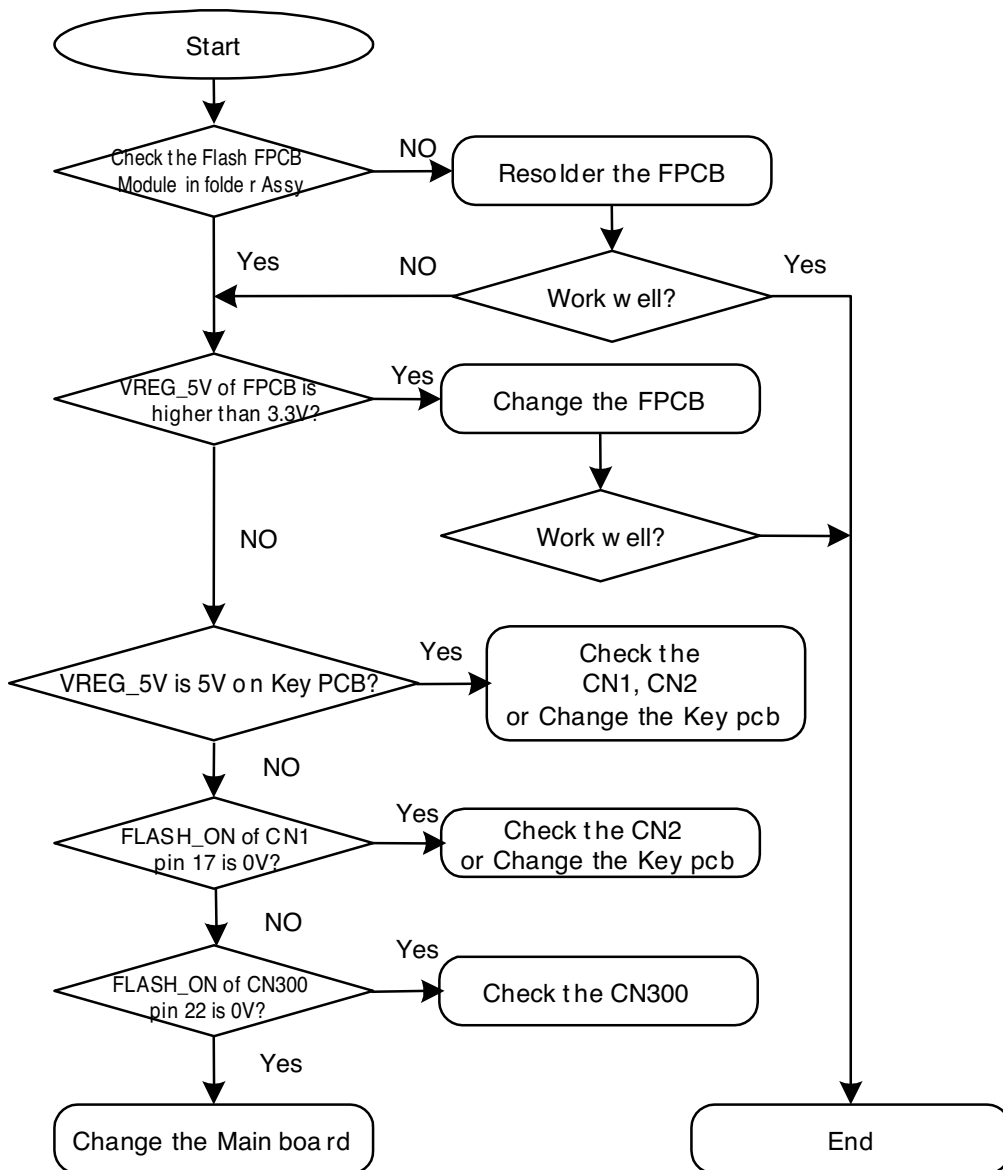 Start
Check the Flash FPCB
Module in folder Assy
NO
Resolder the FPCB
Yes
NO
Yes
Work well?
VREG_5V of FPCB is
higher than 3.3V?
Yes
Change the FPCB
NO
Work well?
VREG_5V is 5V on Key PCB?
Yes
Check the
CN1, CN2
or Change the Key pcb
NO
FLASH_ON of CN1
pin 17 is 0V?
Yes
Check the CN2
or Change the Key pcb
NO
FLASH_ON of CN300
pin 22 is 0V?
Yes
Check the CN300
Yes
Change the Main board
End